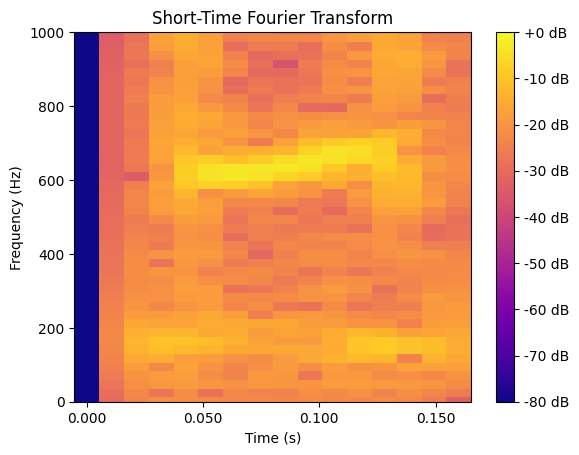 Short-Time Fourier Transform
1000
800
600
400
200
0
Frequency (Hz)
0.000
0.050
0.100
0.150
Time (s)
+0 dB
-10 dB
-20 dB
-30 dB
-40 dB
-50 dB
-60 dB
-70 dB
-80 dB